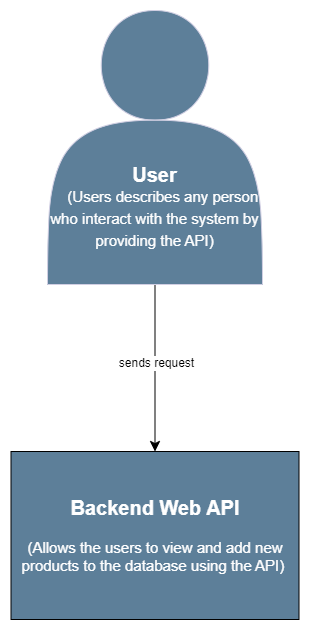 User
(Users describes any person
who interact with the system by
providing the API)
sends request
Backend Web API
(Allows the users to view and add new
products to the database using the API)